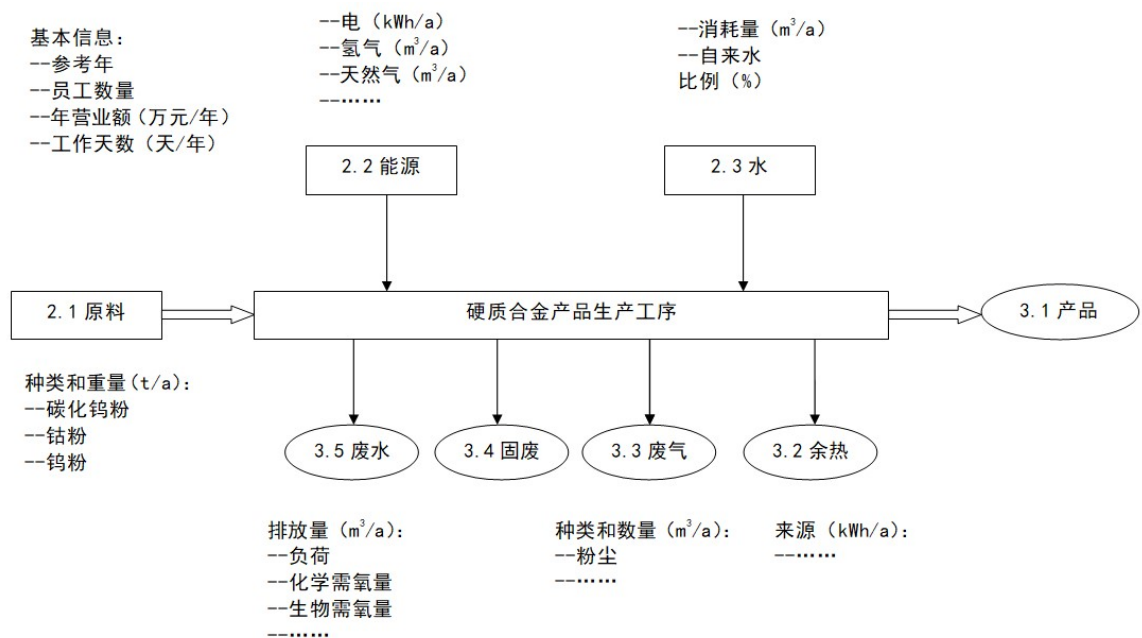 基本信息：
--参考年
--员工数量
--年营业额（万元/年）
--工作天数（天/年）
--电（kWh/a）
--氢气（m³/a）
--天然气（m³/a）
--……
--消耗量（m³/a）
--自来水
比例（%）
2.2 能源
2.3 水
2.1 原料
硬质合金产品生产工序
3.1 产品
种类和重量(t/a)：
--碳化钨粉
--钴粉
--钨粉
3.5 废水
3.4 固废
3.3 废气
3.2 余热
排放量（m³/a）：
--负荷
--化学需氧量
--生物需氧量
--……
种类和数量（m³/a）：
--粉尘
--……
来源（kWh/a）：
--……